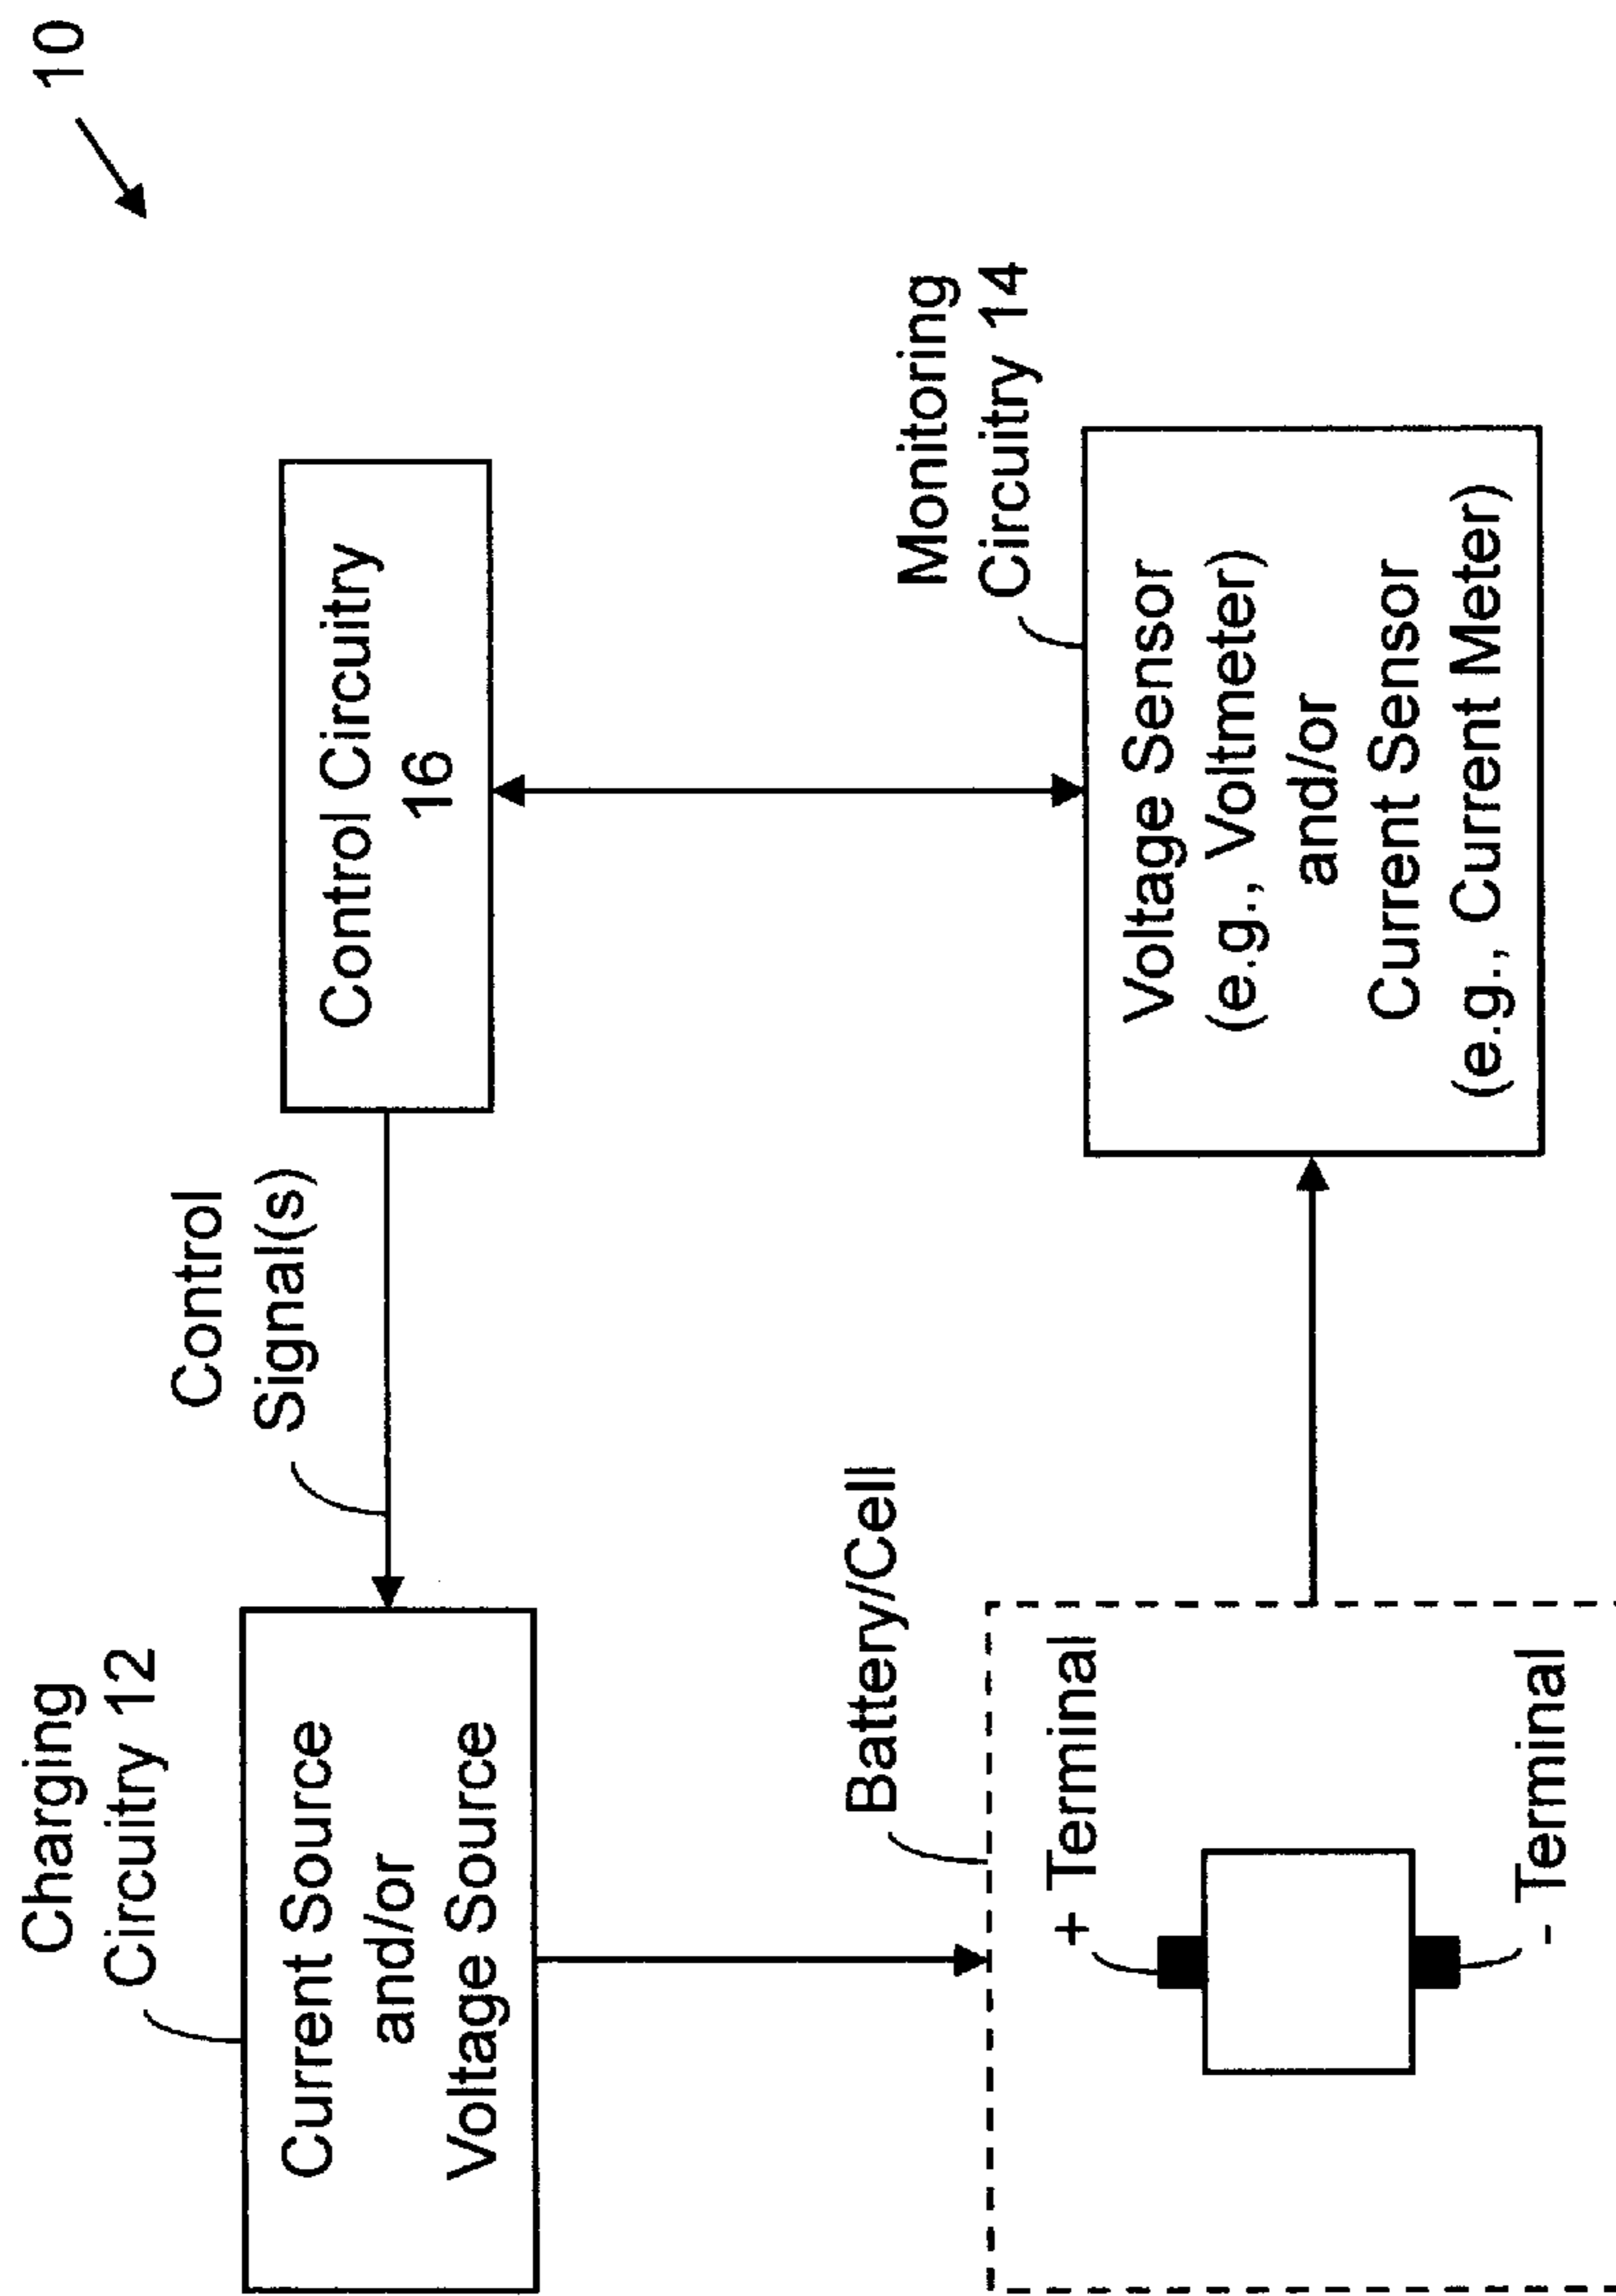 10
Charging
Circuitry 12
Current Source
and/or
Voltage Source
Control
Signal(s)
Control Circuitry
16
Battery/Cell
+ Terminal
- Terminal
Monitoring
Circuitry 14
Voltage Sensor
(e.g., Voltmeter)
and/or
Current Sensor
(e.g., Current Meter)